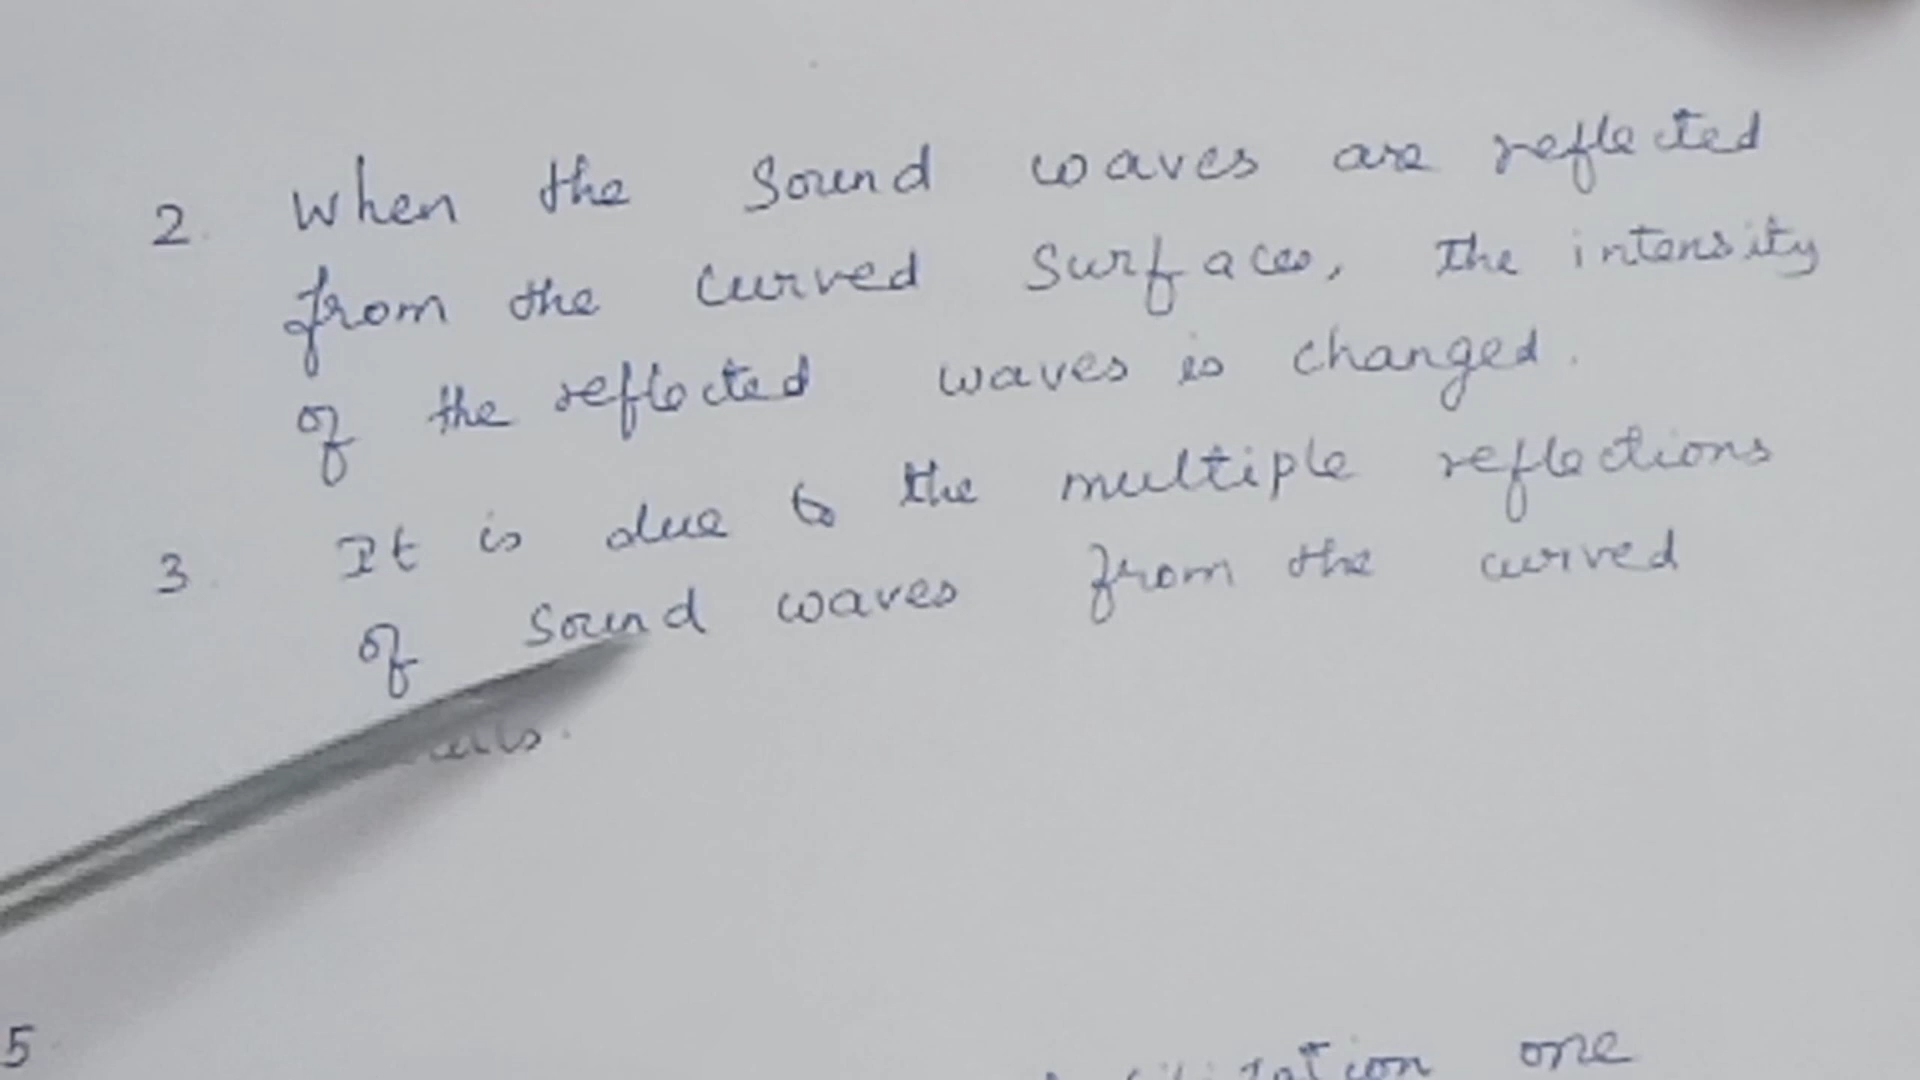 2. When the Sound waves are reflected
from the curved Surfaces, the intensity
of the reflected waves is changed.
3. It is due to the multiple reflections
of Sound waves from the curved
5
one